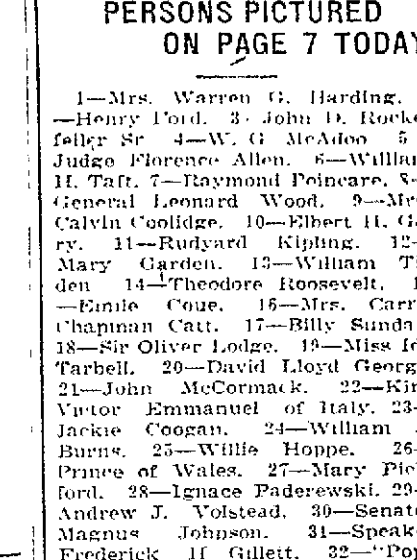 PERSONS PICTURED
ON PAGE 7 TODAY
1—Mrs. Warren G. Harding.
—Henry Ford. 3- John D. Rocke
feller Sr 4—W. G McAdoo 5
Judge Florence Allen. 6—Willia
H. Taft. 7—Raymond Poincare. 8-
General Leonard Wood. 9—Mr
Calvin Coolidge. 10—Elbert H. Ga
ry. 11—Rudyard Kipling. 12-
Mary Garden. 13—William T
den 14—Theodore Roosevelt. 1
—Emile Coue. 16—Mrs. Carr
Chapman Catt. 17—Billy Sunda
18—Sir Oliver Lodge. 19—Miss Id
Tarbell. 20—David Lloyd Georg
21—John McCormack. 22—Kin
Victor Emmanuel of Italy. 23-
Jackie Coogan. 24—William
Burns. 25—Willie Hoppe. 26-
Prince of Wales. 27—Mary Pic
ford. 28—Ignace Paderewski. 29-
Andrew J. Volstead. 30—Senat
Magnus Johnson. 31—Speak
Frederick H Gillett. 32—"Pop